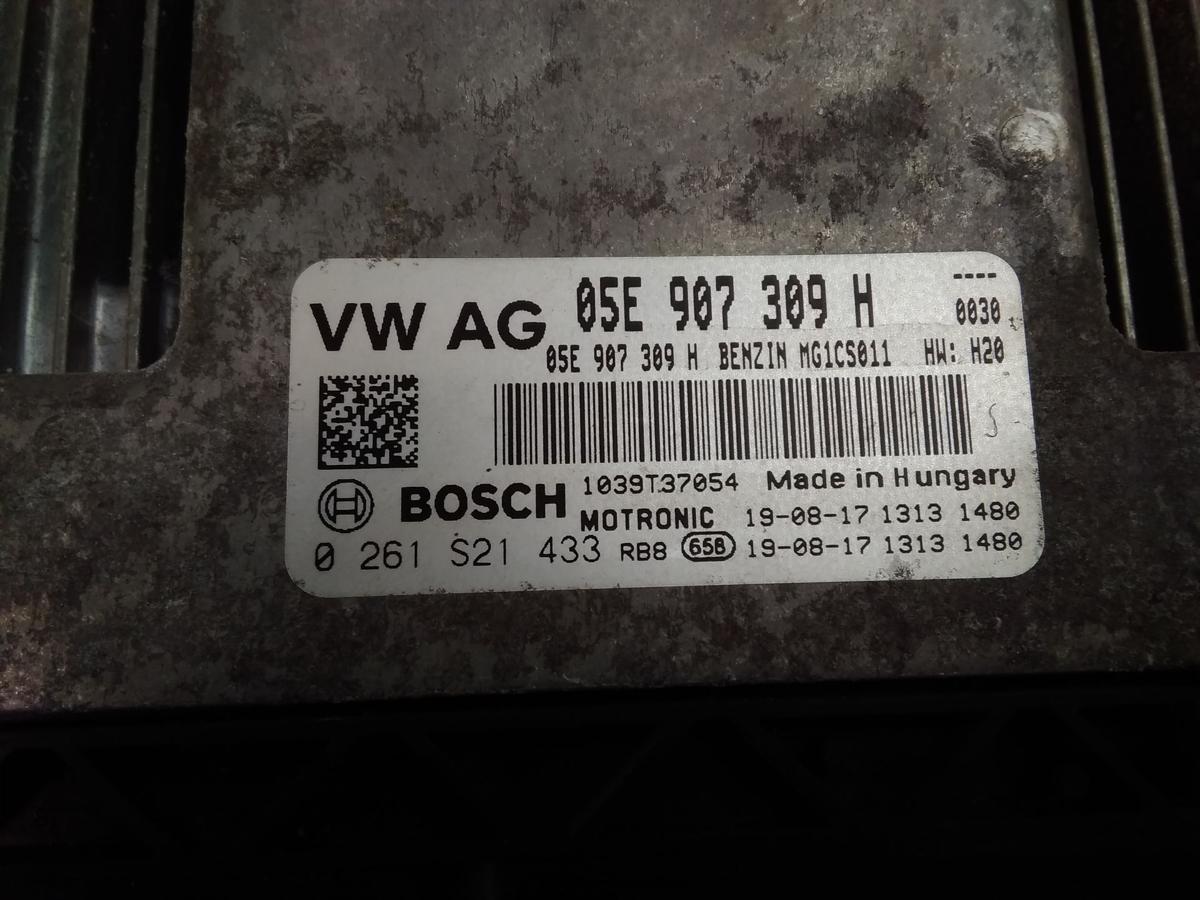 VW AG 05E 907 309 H ----
0030
05E 907 309 H BENZIN MG1CS011 HW: H20
BOSCH 1039T37054 Made in Hungary
MOTRONIC 19-08-17 1313 1480
0 261 S21 433 RB8 658 19-08-17 1313 1480